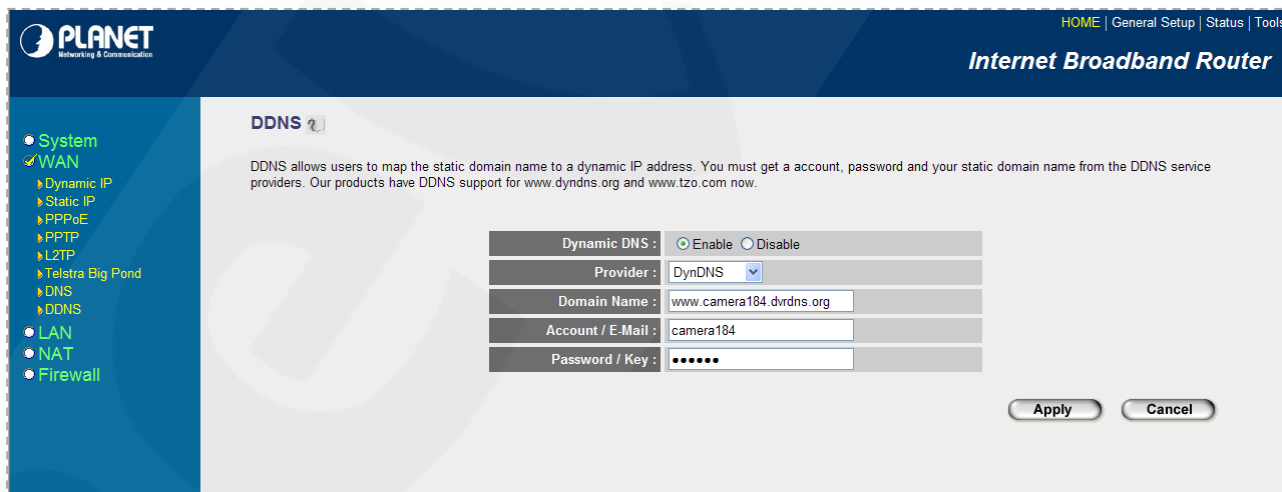 PLANET
Networking & Communication
HOME | General Setup | Status | Tools
Internet Broadband Router
System
WAN
Dynamic IP
Static IP
PPPoE
PPTP
L2TP
Telstra Big Pond
DNS
DDNS
LAN
NAT
Firewall
DDNS
DDNS allows users to map the static domain name to a dynamic IP address. You must get a account, password and your static domain name from the DDNS service
providers. Our products have DDNS support for www.dyndns.org and www.tzo.com now.
Dynamic DNS : Enable Disable
Provider : DynDNS
Domain Name : www.camera184.dvrdns.org
Account / E-Mail : camera184
Password / Key : ●●●●●●
Apply Cancel